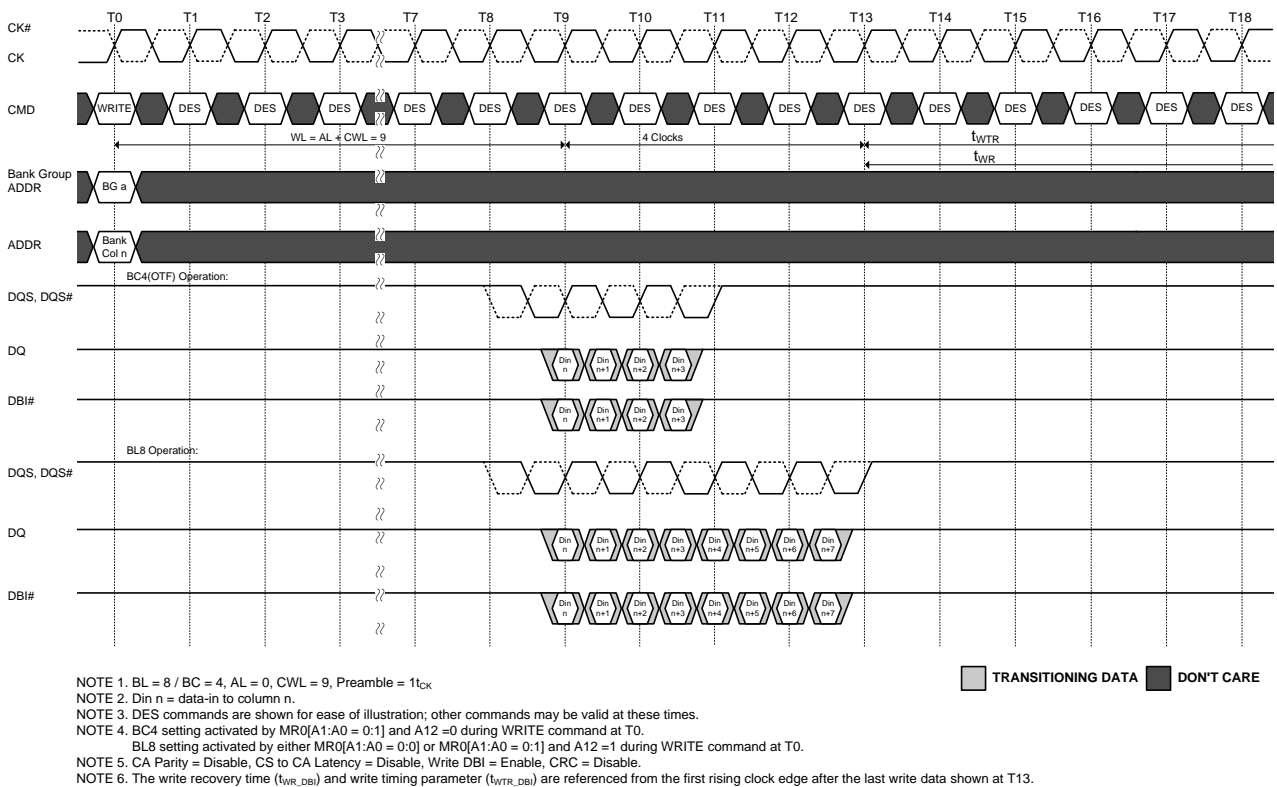 T0 T1 T2 T3 T7 T8 T9 T10 T11 T12 T13 T14 T15 T16 T17 T18
CK#
CK
CMD WRITE DES DES DES DES DES DES DES DES DES DES DES DES DES DES DES
WL = AL + CWL = 9 4 Clocks tWTR
tWR
Bank Group
ADDR BG a
ADDR Bank
Col n
BC4(OTF) Operation:
DQS, DQS#
DQ Din n Din n+1 Din n+2 Din n+3
DBI# Din n Din n+1 Din n+2 Din n+3
BL8 Operation:
DQS, DQS#
DQ Din n Din n+1 Din n+2 Din n+3 Din n+4 Din n+5 Din n+6 Din n+7
DBI# Din n Din n+1 Din n+2 Din n+3 Din n+4 Din n+5 Din n+6 Din n+7
TRANSITIONING DATA DON'T CARE
NOTE 1. BL = 8 / BC = 4, AL = 0, CWL = 9, Preamble = 1tCK
NOTE 2. Din n = data-in to column n.
NOTE 3. DES commands are shown for ease of illustration; other commands may be valid at these times.
NOTE 4. BC4 setting activated by MR0[A1:A0 = 0:1] and A12 =0 during WRITE command at T0.
BL8 setting activated by either MR0[A1:A0 = 0:0] or MR0[A1:A0 = 0:1] and A12 =1 during WRITE command at T0.
NOTE 5. CA Parity = Disable, CS to CA Latency = Disable, Write DBI = Enable, CRC = Disable.
NOTE 6. The write recovery time (tWR_DBI) and write timing parameter (tWTR_DBI) are referenced from the first rising clock edge after the last write data shown at T13.